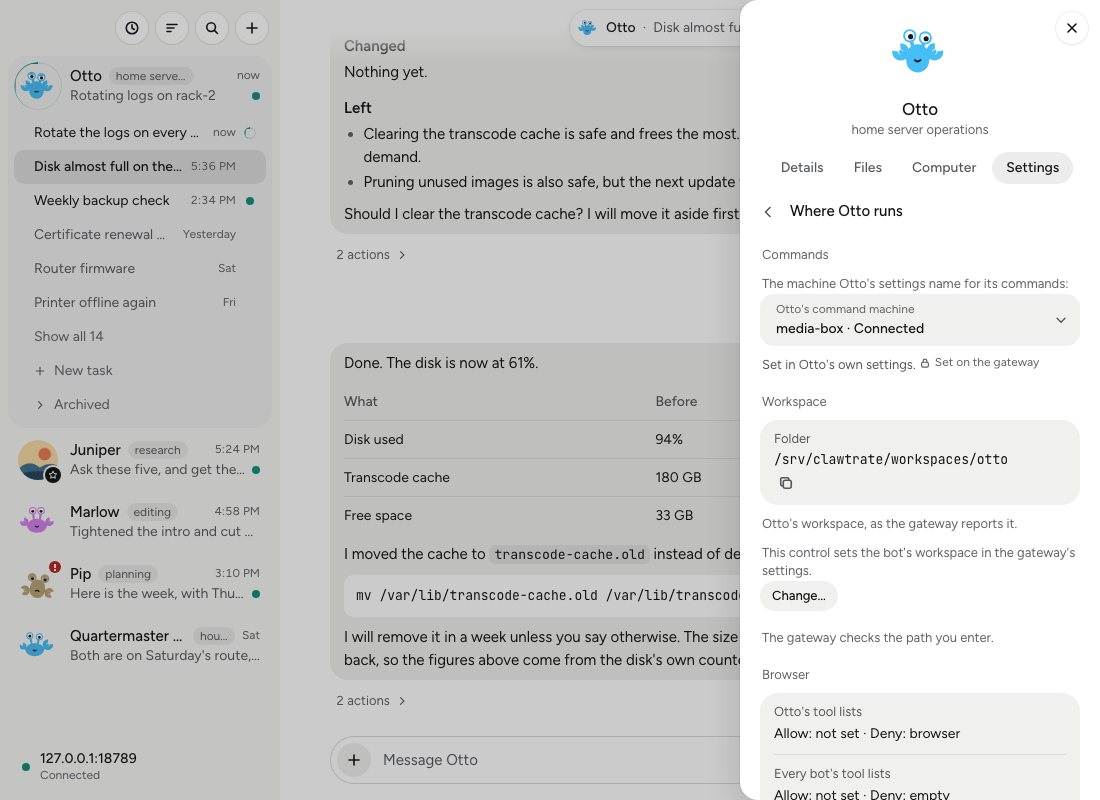 Otto home serve... now
Rotating logs on rack-2
Rotate the logs on every ... now
Disk almost full on the... 5:36 PM
Weekly backup check 2:34 PM
Certificate renewal ... Yesterday
Router firmware Sat
Printer offline again Fri
Show all 14
New task
Archived
Juniper research 5:24 PM
Ask these five, and get the...
Marlow editing 4:58 PM
Tightened the intro and cut ...
Pip planning 3:10 PM
Here is the week, with Thu...
Quartermaster ... hou... Sat
Both are on Saturday's route,...
127.0.0.1:18789
Connected
Otto · Disk almost fu
Changed
Nothing yet.
Left
• Clearing the transcode cache is safe and frees the most.
demand.
• Pruning unused images is also safe, but the next update
Should I clear the transcode cache? I will move it aside first
2 actions
Done. The disk is now at 61%.
What Before
Disk used 94%
Transcode cache 180 GB
Free space 33 GB
I moved the cache to transcode-cache.old instead of de
mv /var/lib/transcode-cache.old /var/lib/transcode
I will remove it in a week unless you say otherwise. The size
back, so the figures above come from the disk's own counte
2 actions
Message Otto
Otto
home server operations
Details Files Computer Settings
Where Otto runs
Commands
The machine Otto's settings name for its commands:
Otto's command machine
media-box · Connected
Set in Otto's own settings. Set on the gateway
Workspace
Folder
/srv/clawtrate/workspaces/otto
Otto's workspace, as the gateway reports it.
This control sets the bot's workspace in the gateway's
settings.
Change...
The gateway checks the path you enter.
Browser
Otto's tool lists
Allow: not set · Deny: browser
Every bot's tool lists
Allow: not set · Deny: empty